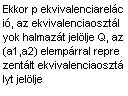 Ekkor p ekvivalenciarelác
ió, az ekvivalenciaosztál
yok halmazát jelölje Q, az
(a1,a2) elempárral repre
zentált ekvivalenciaosztá
lyt jelölje